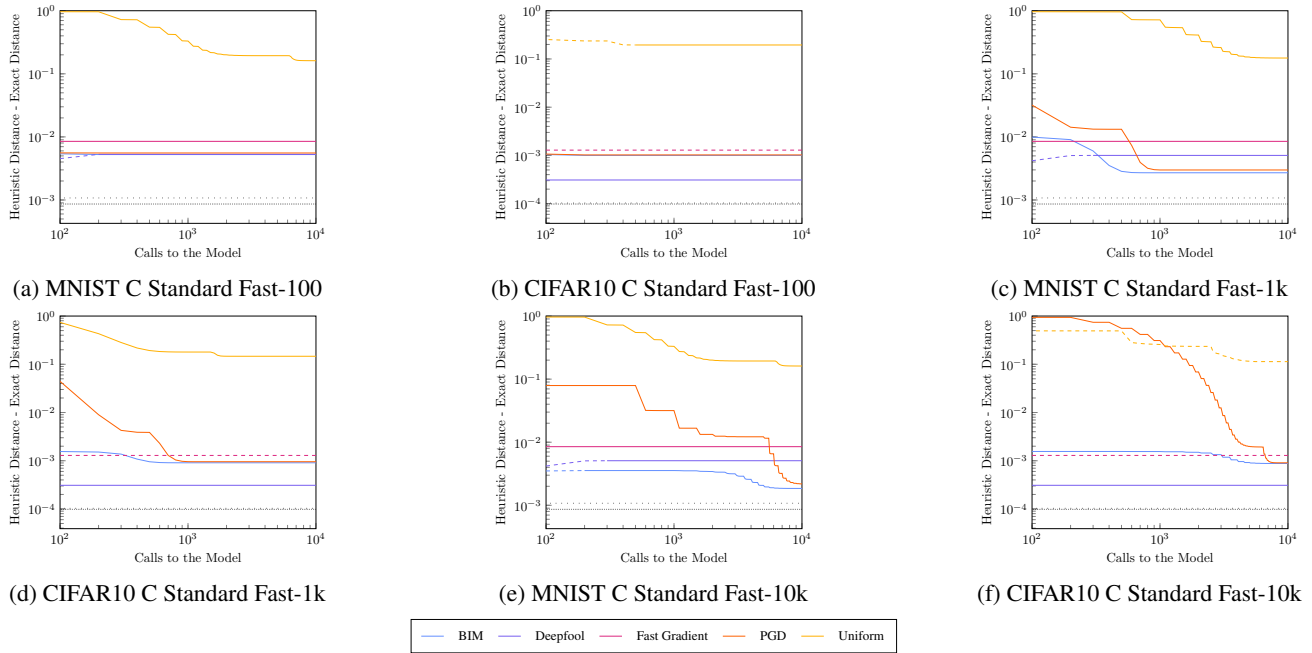 10^0
10^-1
10^-2
10^-3
10^2
10^3
10^4
Heuristic Distance - Exact Distance
Calls to the Model
(a) MNIST C Standard Fast-100
10^0
10^-1
10^-2
10^-3
10^-4
10^2
10^3
10^4
Heuristic Distance - Exact Distance
Calls to the Model
(b) CIFAR10 C Standard Fast-100
10^0
10^-1
10^-2
10^-3
10^2
10^3
10^4
Heuristic Distance - Exact Distance
Calls to the Model
(c) MNIST C Standard Fast-1k
10^0
10^-1
10^-2
10^-3
10^-4
10^2
10^3
10^4
Heuristic Distance - Exact Distance
Calls to the Model
(d) CIFAR10 C Standard Fast-1k
10^0
10^-1
10^-2
10^-3
10^2
10^3
10^4
Heuristic Distance - Exact Distance
Calls to the Model
(e) MNIST C Standard Fast-10k
10^0
10^-1
10^-2
10^-3
10^-4
10^2
10^3
10^4
Heuristic Distance - Exact Distance
Calls to the Model
(f) CIFAR10 C Standard Fast-10k
BIM Deepfool Fast Gradient PGD Uniform